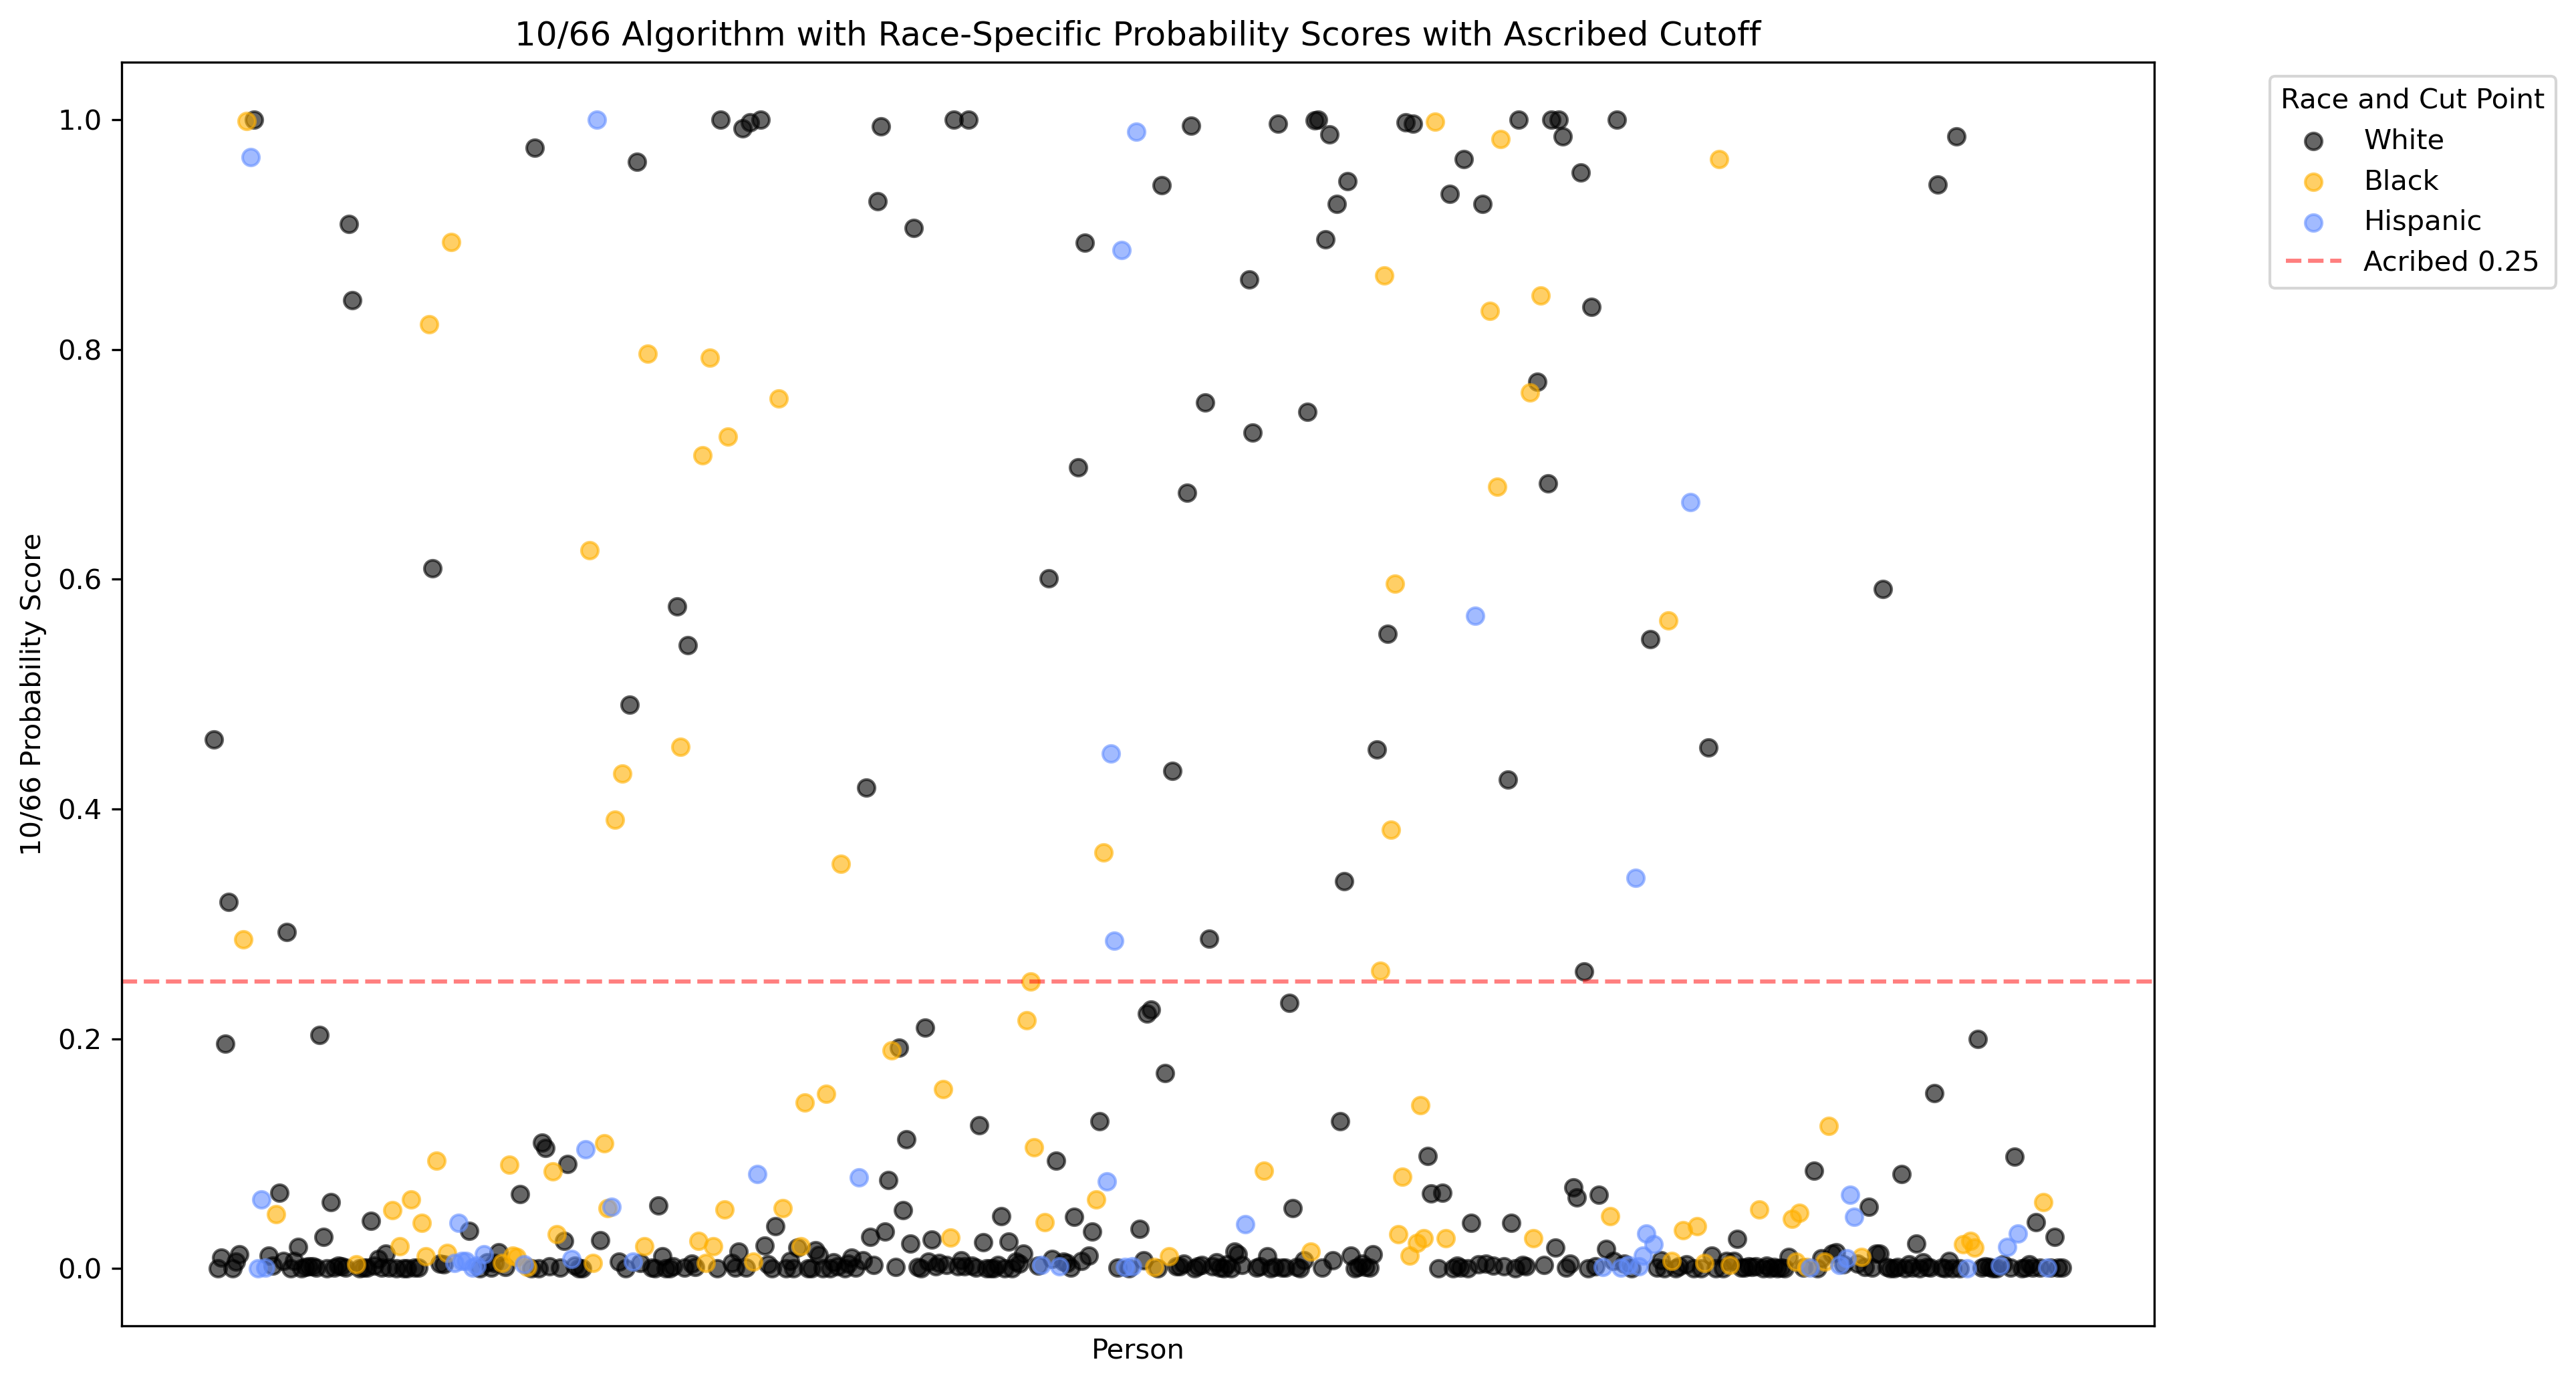 10/66 Algorithm with Race-Specific Probability Scores with Ascribed Cutoff
Race and Cut Point
White
Black
Hispanic
Acribed 0.25
10/66 Probability Score
1.0
0.8
0.6
0.4
0.2
0.0
Person